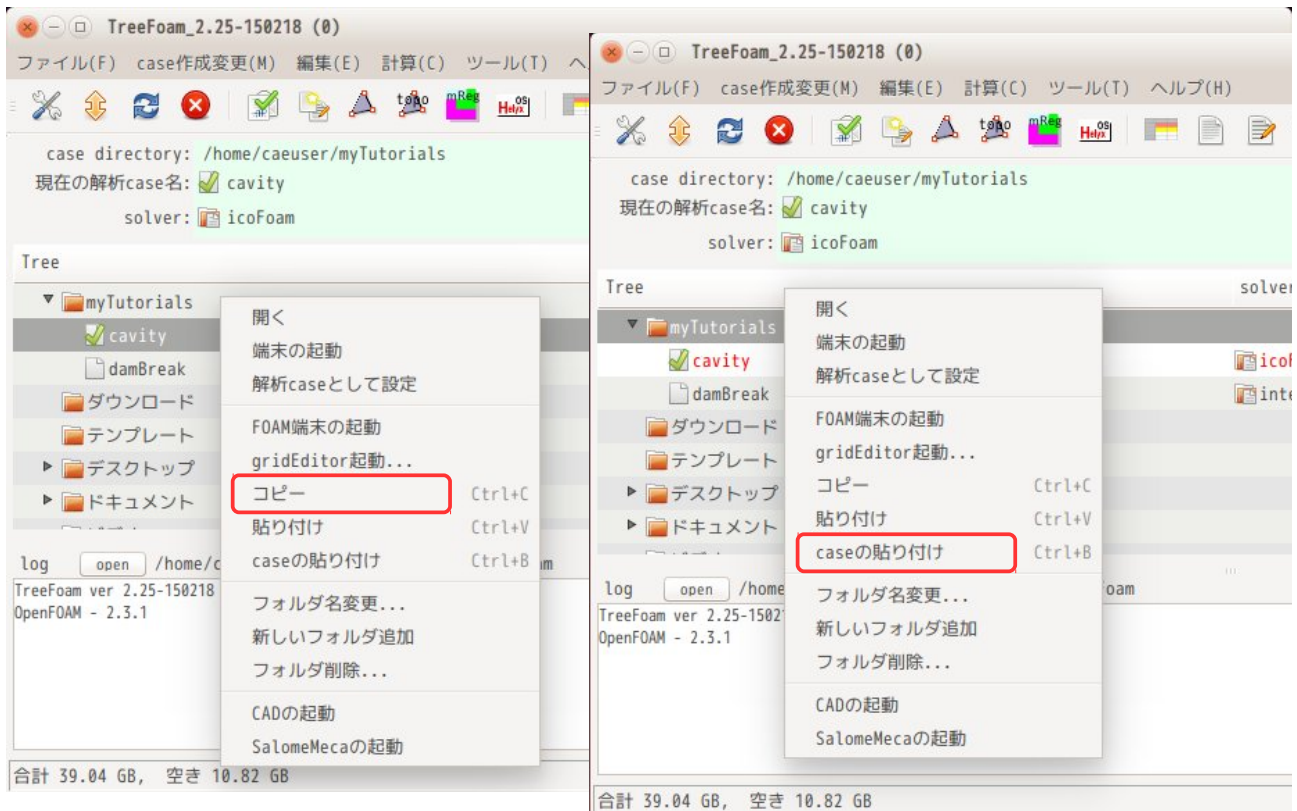 TreeFoam_2.25-150218 (0)
ファイル(F) case作成変更(M) 編集(E) 計算(C) ツール(T) ヘ
topo mReg Helyx OS
case directory: /home/caeuser/myTutorials
現在の解析case名: cavity
solver: icoFoam
Tree
myTutorials
cavity
damBreak
ダウンロード
テンプレート
デスクトップ
ドキュメント
開く
端末の起動
解析caseとして設定
FOAM端末の起動
gridEditor起動...
コピー Ctrl+C
貼り付け Ctrl+V
caseの貼り付け Ctrl+B
フォルダ名変更...
新しいフォルダ追加
フォルダ削除...
CADの起動
SalomeMecaの起動
log open /home/c am
TreeFoam ver 2.25-150218
OpenFOAM - 2.3.1
合計 39.04 GB, 空き 10.82 GB
TreeFoam_2.25-150218 (0)
ファイル(F) case作成変更(M) 編集(E) 計算(C) ツール(T) ヘルプ(H)
topo mReg Helyx OS
case directory: /home/caeuser/myTutorials
現在の解析case名: cavity
solver: icoFoam
Tree solver
myTutorials
cavity icoF
damBreak inte
ダウンロード
テンプレート
デスクトップ
ドキュメント
開く
端末の起動
解析caseとして設定
FOAM端末の起動
gridEditor起動...
コピー Ctrl+C
貼り付け Ctrl+V
caseの貼り付け Ctrl+B
フォルダ名変更...
新しいフォルダ追加
フォルダ削除...
CADの起動
SalomeMecaの起動
log open /home oam
TreeFoam ver 2.25-1502
OpenFOAM - 2.3.1
合計 39.04 GB, 空き 10.82 GB